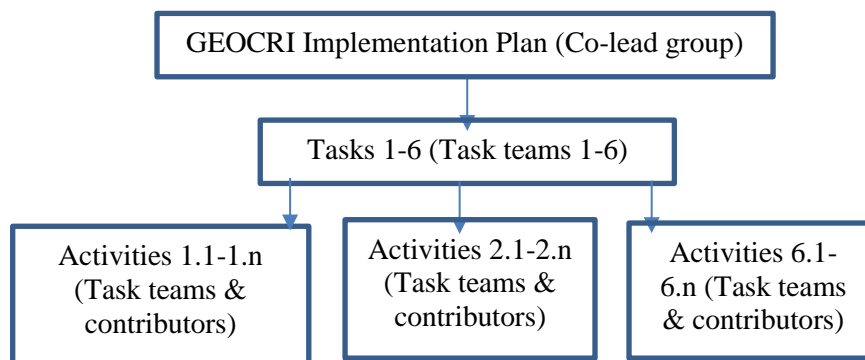 GEOCRI Implementation Plan (Co-lead group)
Tasks 1-6 (Task teams 1-6)
Activities 1.1-1.n
(Task teams &
contributors)
Activities 2.1-2.n
(Task teams &
contributors)
Activities 6.1-
6.n (Task teams
& contributors)